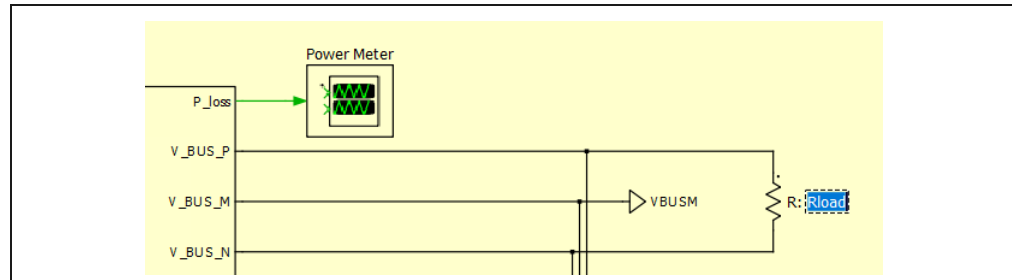 Power Meter
P_loss
V_BUS_P
V_BUS_M
VBUSM
R: Rload
V_BUS_N